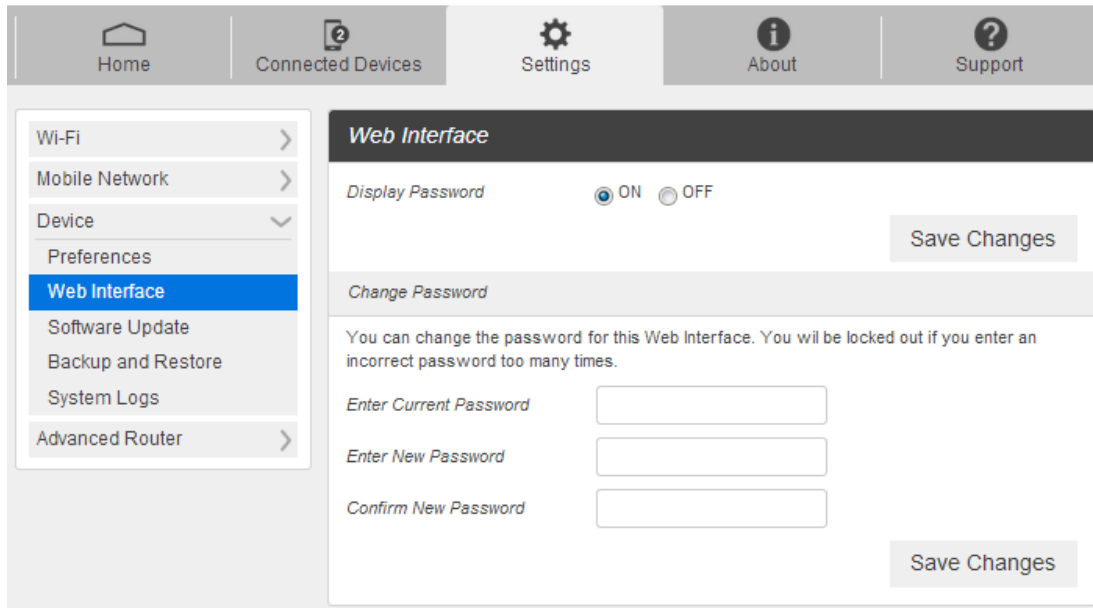 Home
2
Connected Devices
Settings
About
Support
Wi-Fi
Mobile Network
Device
Preferences
Web Interface
Software Update
Backup and Restore
System Logs
Advanced Router
Web Interface
Display Password ON OFF
Save Changes
Change Password
You can change the password for this Web Interface. You wil be locked out if you enter an
incorrect password too many times.
Enter Current Password
Enter New Password
Confirm New Password
Save Changes